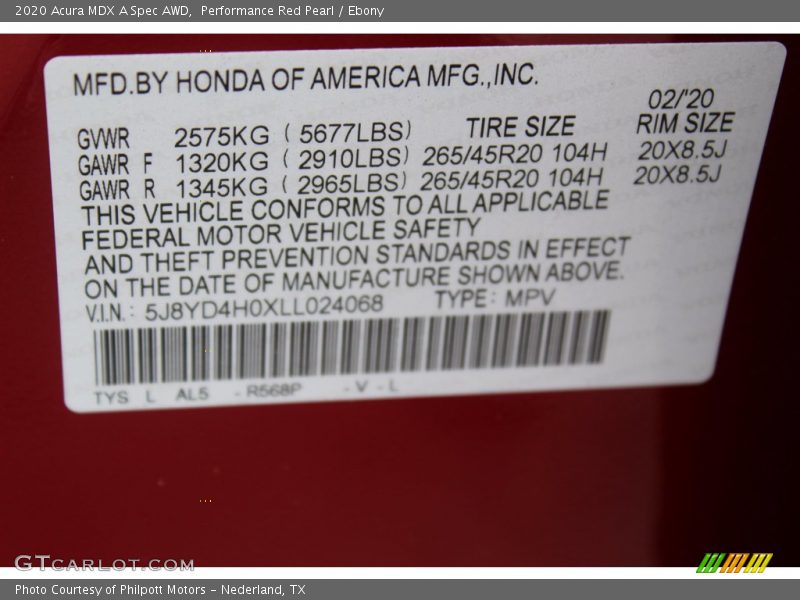 2020 Acura MDX A Spec AWD, Performance Red Pearl / Ebony
MFD.BY HONDA OF AMERICA MFG.,INC.
02/'20
GVWR 2575KG ( 5677LBS) TIRE SIZE RIM SIZE
GAWR F 1320KG ( 2910LBS) 265/45R20 104H 20X8.5J
GAWR R 1345KG ( 2965LBS) 265/45R20 104H 20X8.5J
THIS VEHICLE CONFORMS TO ALL APPLICABLE
FEDERAL MOTOR VEHICLE SAFETY
AND THEFT PREVENTION STANDARDS IN EFFECT
ON THE DATE OF MANUFACTURE SHOWN ABOVE.
V.I.N.: 5J8YD4H0XLL024068 TYPE: MPV
TYS L AL5 - R568P - V - L
GTCARLOT.COM
Photo Courtesy of Philpott Motors - Nederland, TX